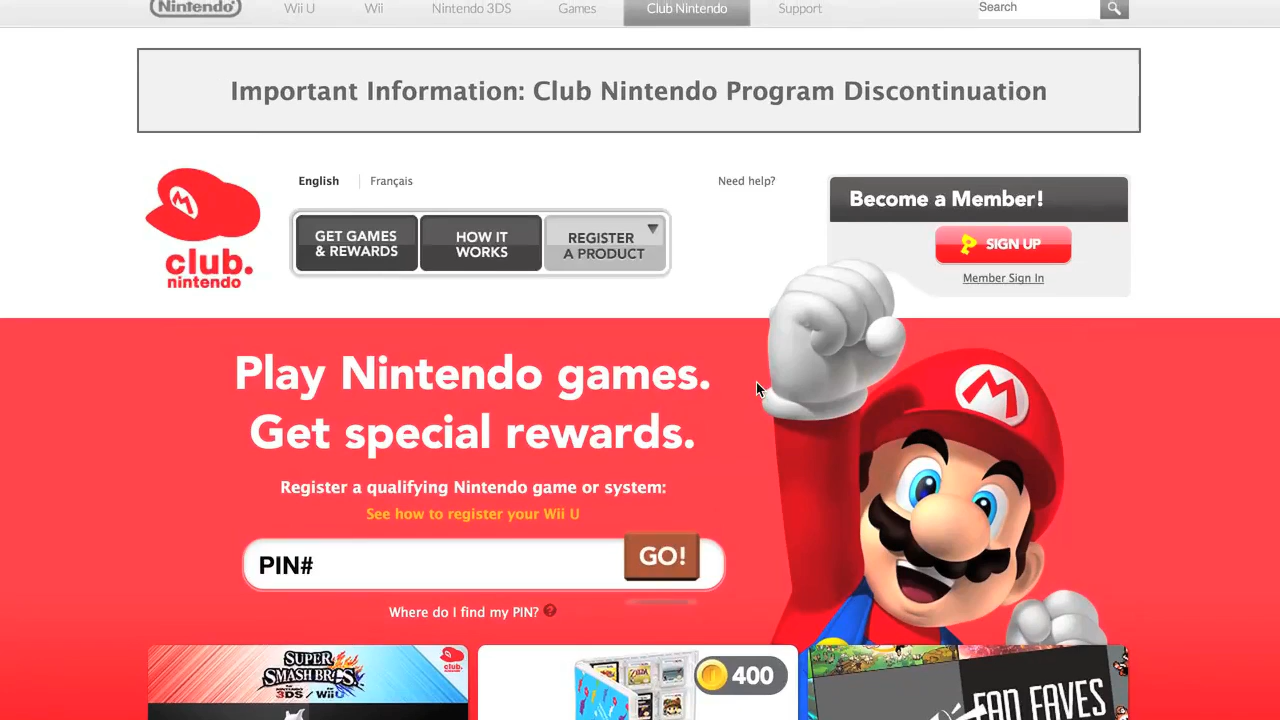 Nintendo
Wii U
Wii
Nintendo 3DS
Games
Club Nintendo
Support
Search
Important Information: Club Nintendo Program Discontinuation
English
Français
Need help?
Become a Member!
SIGN UP
Member Sign In
club.
nintendo
GET GAMES
& REWARDS
HOW IT
WORKS
REGISTER
A PRODUCT
Play Nintendo games.
Get special rewards.
Register a qualifying Nintendo game or system:
See how to register your Wii U
PIN#
GO!
Where do I find my PIN?
SUPER
SMASH BROS.
NINTENDO 3DS / Wii U
club.
400
FAN FAVES